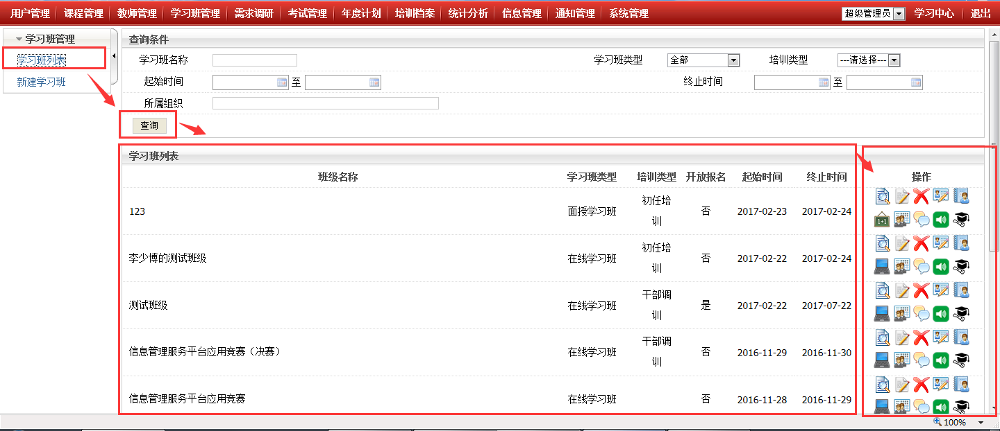 用户管理 课程管理 教师管理 学习班管理 需求调研 考试管理 年度计划 培训档案 统计分析 信息管理 通知管理 系统管理 超级管理员 学习中心 退出
学习班管理
学习班列表
新建学习班
查询条件
学习班名称 学习班类型 全部 培训类型 ---请选择---
起始时间 至 终止时间 至
所属组织
查询
学习班列表
班级名称 学习班类型 培训类型 开放报名 起始时间 终止时间 操作
123 面授学习班 初任培训 否 2017-02-23 2017-02-24
1+1
李少博的测试班级 在线学习班 初任培训 否 2017-02-22 2017-02-24
测试班级 在线学习班 干部调训 是 2017-02-22 2017-07-22
信息管理服务平台应用竞赛（决赛） 在线学习班 干部调训 否 2016-11-29 2016-11-30
信息管理服务平台应用竞赛 在线学习班 否 2016-11-28 2016-11-29
100%